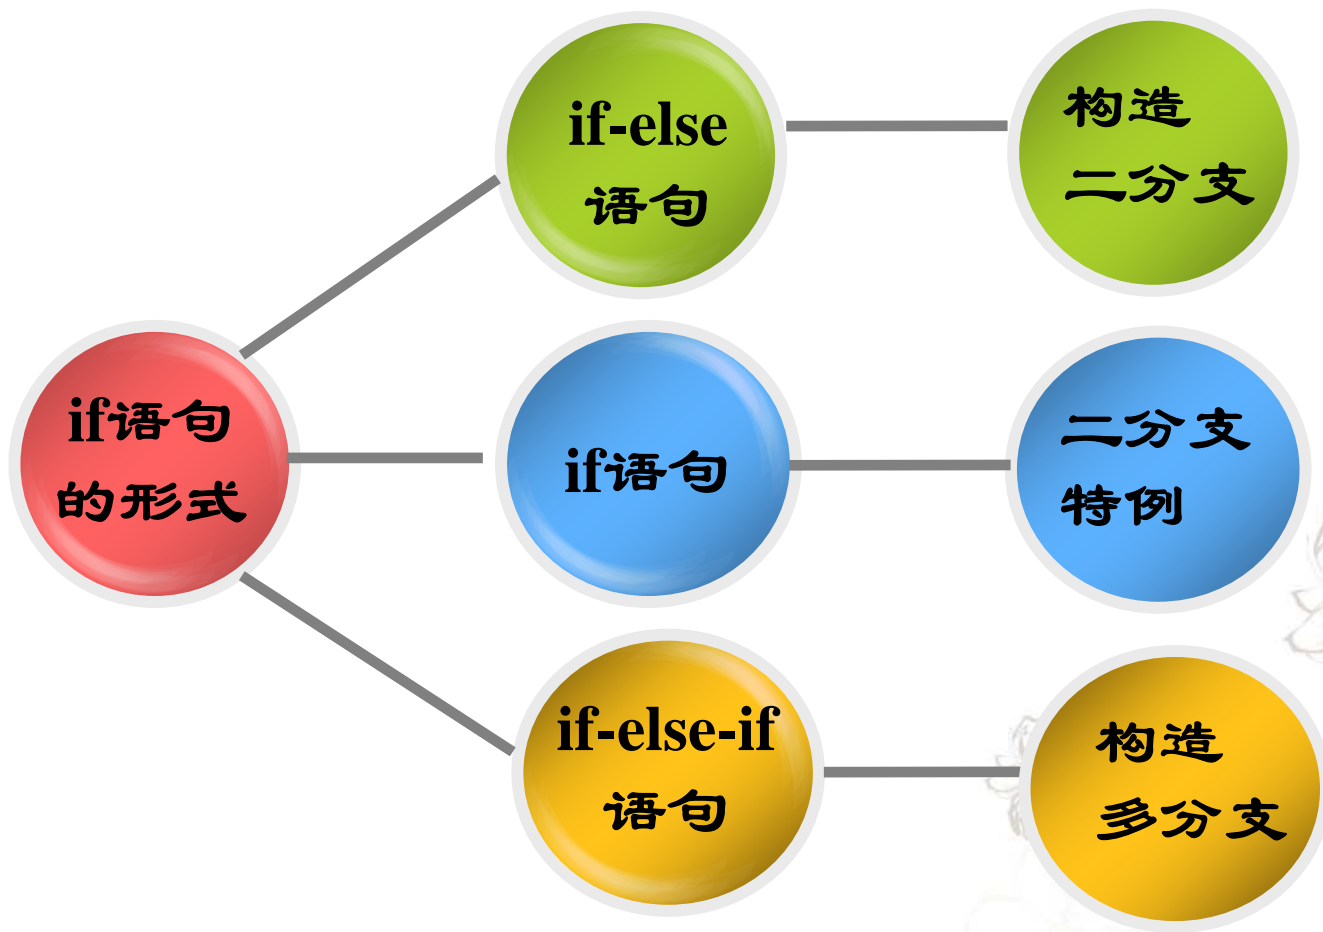 if-else
语句
构造
二分支
if语句
的形式
if语句
二分支
特例
if-else-if
语句
构造
多分支